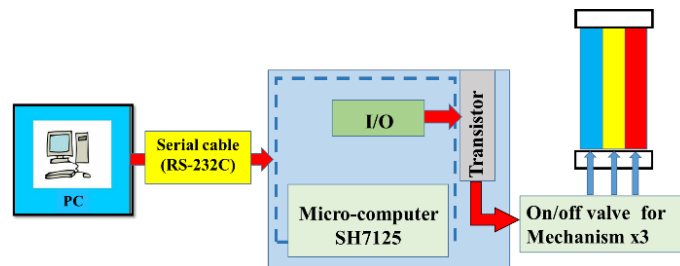 PC
Serial cable
(RS-232C)
I/O
Transistor
Micro-computer
SH7125
On/off valve for
Mechanism x3